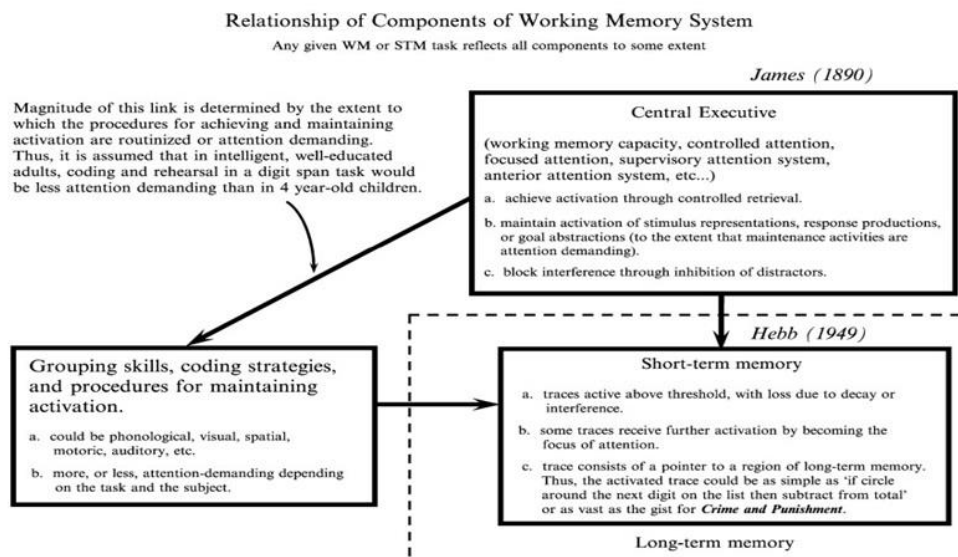 Relationship of Components of Working Memory System
Any given WM or STM task reflects all components to some extent
James (1890)
Magnitude of this link is determined by the extent to
which the procedures for achieving and maintaining
activation are routinized or attention demanding.
Thus, it is assumed that in intelligent, well-educated
adults, coding and rehearsal in a digit span task would
be less attention demanding than in 4 year-old children.
Central Executive
(working memory capacity, controlled attention,
focused attention, supervisory attention system,
anterior attention system, etc...)
a. achieve activation through controlled retrieval.
b. maintain activation of stimulus representations, response productions,
or goal abstractions (to the extent that maintenance activities are
attention demanding).
c. block interference through inhibition of distractors.
Hebb (1949)
Grouping skills, coding strategies,
and procedures for maintaining
activation.
a. could be phonological, visual, spatial,
motoric, auditory, etc.
b. more, or less, attention-demanding depending
on the task and the subject.
Short-term memory
a. traces active above threshold, with loss due to decay or
interference.
b. some traces receive further activation by becoming the
focus of attention.
c. trace consists of a pointer to a region of long-term memory.
Thus, the activated trace could be as simple as 'if circle
around the next digit on the list then subtract from total'
or as vast as the gist for Crime and Punishment.
Long-term memory